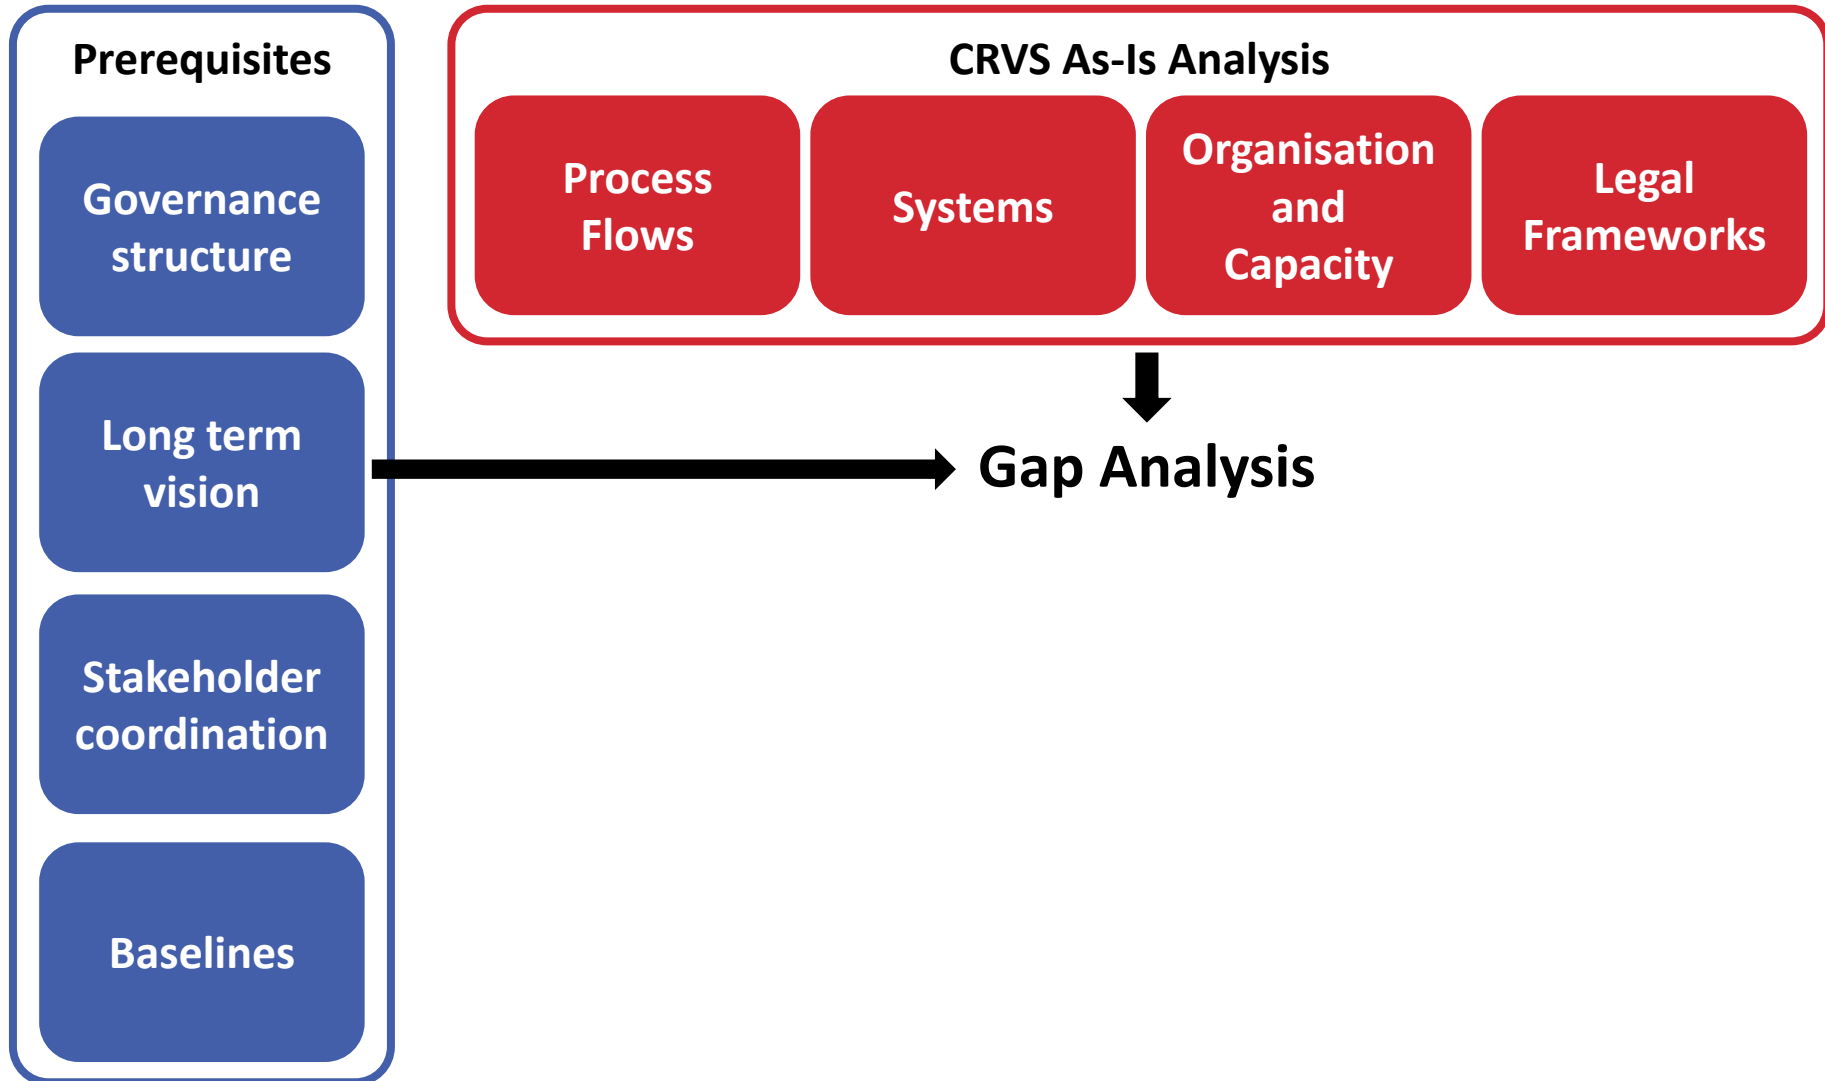 Prerequisites
Governance
structure
Long term
vision
Stakeholder
coordination
Baselines
CRVS As-Is Analysis
Process
Flows
Systems
Organisation
and
Capacity
Legal
Frameworks
Gap Analysis